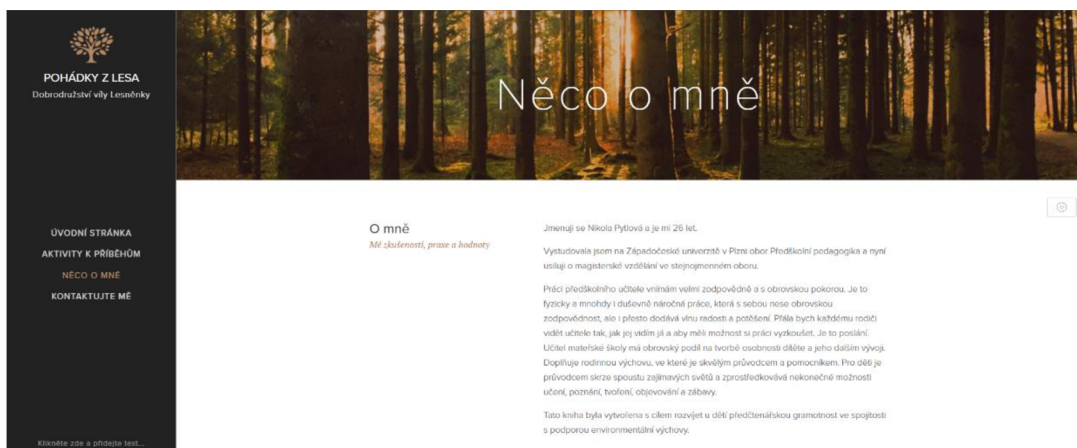 POHÁDKY Z LESA
Dobrodružství víly Lesněnky
ÚVODNÍ STRÁNKA
AKTIVITY K PŘÍBĚHŮM
NĚCO O MNĚ
KONTAKTUJTE MĚ
Klikněte zde a přidejte text...
Něco o mně
O mně
Mé zkušenosti, praxe a hodnoty
Jmenuji se Nikola Pytlová a je mi 26 let.
Vystudovala jsem na Západočeské univerzitě v Plzni obor Předškolní pedagogika a nyní
usiluji o magisterské vzdělání ve stejnojmenném oboru.
Práci předškolního učitele vnímám velmi zodpovědně a s obrovskou pokorou. Je to
fyzicky a mnohdy i duševně náročná práce, která s sebou nese obrovskou
zodpovědnost, ale i přesto dodává vlnu radosti a potěšení. Přála bych každému rodiči
vidět učitele tak, jak jej vidím já a aby měli možnost si práci vyzkoušet. Je to poslání.
Učitel mateřské školy má obrovský podíl na tvorbě osobnosti dítěte a jeho dalším vývoji.
Doplňuje rodinnou výchovu, ve které je skvělým průvodcem a pomocníkem. Pro děti je
průvodcem skrze spoustu zajímavých světů a zprostředkovává nekonečné možnosti
učení, poznání, tvoření, objevování a zábavy.
Tato kniha byla vytvořena s cílem rozvíjet u dětí předčtenářskou gramotnost ve spojitosti
s podporou environmentální výchovy.